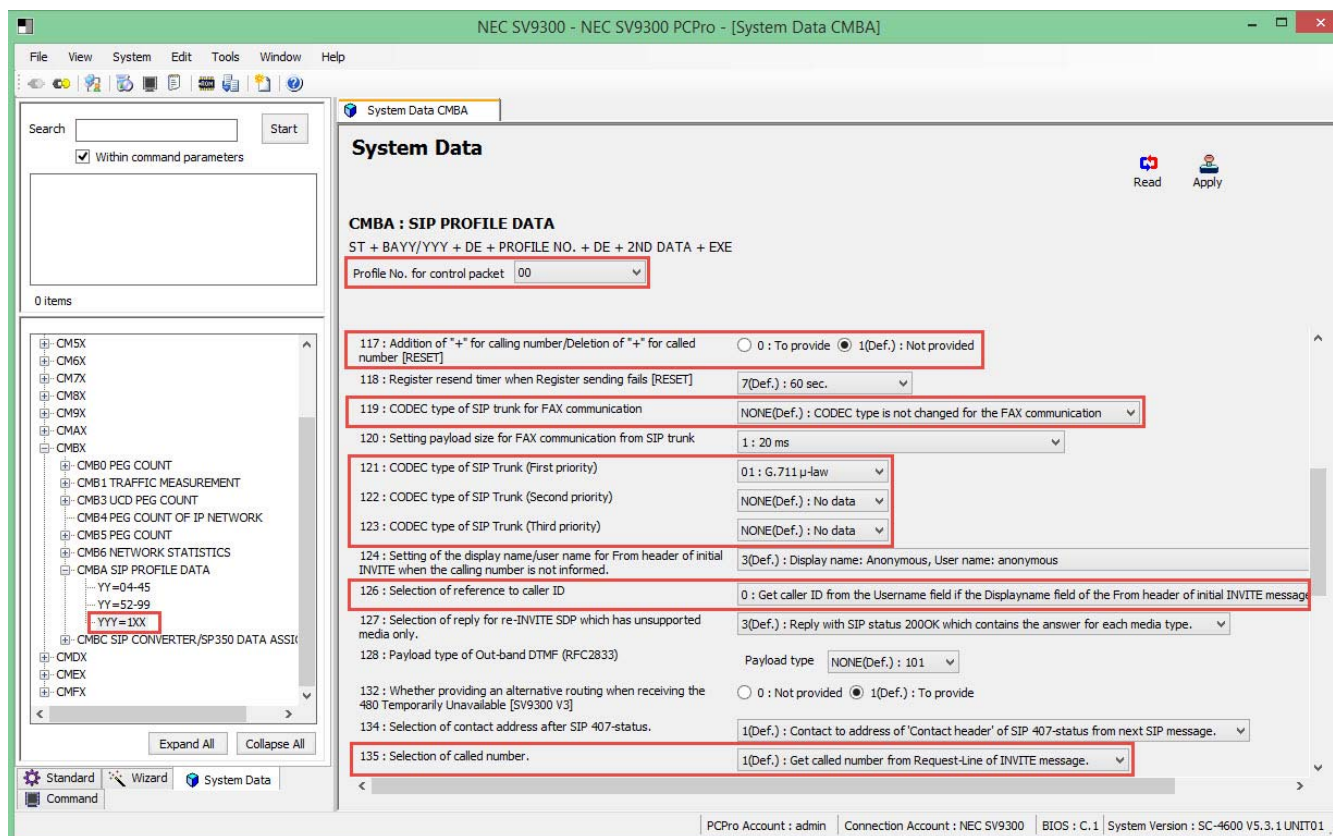 NEC SV9300 - NEC SV9300 PCPro - [System Data CMBA]
File View System Edit Tools Window Help
Search
Start
Within command parameters
0 items
CM5X
CM6X
CM7X
CM8X
CM9X
CMAX
CMBX
CMB0 PEG COUNT
CMB1 TRAFFIC MEASUREMENT
CMB3 UCD PEG COUNT
CMB4 PEG COUNT OF IP NETWORK
CMB5 PEG COUNT
CMB6 NETWORK STATISTICS
CMBA SIP PROFILE DATA
YY=04-45
YY=52-99
YYY=1XX
CMBC SIP CONVERTER/SP350 DATA ASSI
CMDX
CMEX
CMFX
Expand All Collapse All
Standard Wizard System Data
Command
System Data CMBA
System Data
Read Apply
CMBA : SIP PROFILE DATA
ST + BAYY/YYY + DE + PROFILE NO. + DE + 2ND DATA + EXE
Profile No. for control packet 00
117 : Addition of "+" for calling number/Deletion of "+" for called
number [RESET]
0 : To provide 1(Def.) : Not provided
118 : Register resend timer when Register sending fails [RESET]
7(Def.) : 60 sec.
119 : CODEC type of SIP trunk for FAX communication
NONE(Def.) : CODEC type is not changed for the FAX communication
120 : Setting payload size for FAX communication from SIP trunk
1 : 20 ms
121 : CODEC type of SIP Trunk (First priority)
01 : G.711 μ-law
122 : CODEC type of SIP Trunk (Second priority)
NONE(Def.) : No data
123 : CODEC type of SIP Trunk (Third priority)
NONE(Def.) : No data
124 : Setting of the display name/user name for From header of initial
INVITE when the calling number is not informed.
3(Def.) : Display name: Anonymous, User name: anonymous
126 : Selection of reference to caller ID
0 : Get caller ID from the Username field if the Displayname field of the From header of initial INVITE message
127 : Selection of reply for re-INVITE SDP which has unsupported
media only.
3(Def.) : Reply with SIP status 200OK which contains the answer for each media type.
128 : Payload type of Out-band DTMF (RFC2833)
Payload type NONE(Def.) : 101
132 : Whether providing an alternative routing when receiving the
480 Temporarily Unavailable [SV9300 V3]
0 : Not provided 1(Def.) : To provide
134 : Selection of contact address after SIP 407-status.
1(Def.) : Contact to address of 'Contact header' of SIP 407-status from next SIP message.
135 : Selection of called number.
1(Def.) : Get called number from Request-Line of INVITE message.
PCPro Account : admin Connection Account : NEC SV9300 BIOS : C.1 System Version : SC-4600 V5.3.1 UNIT01